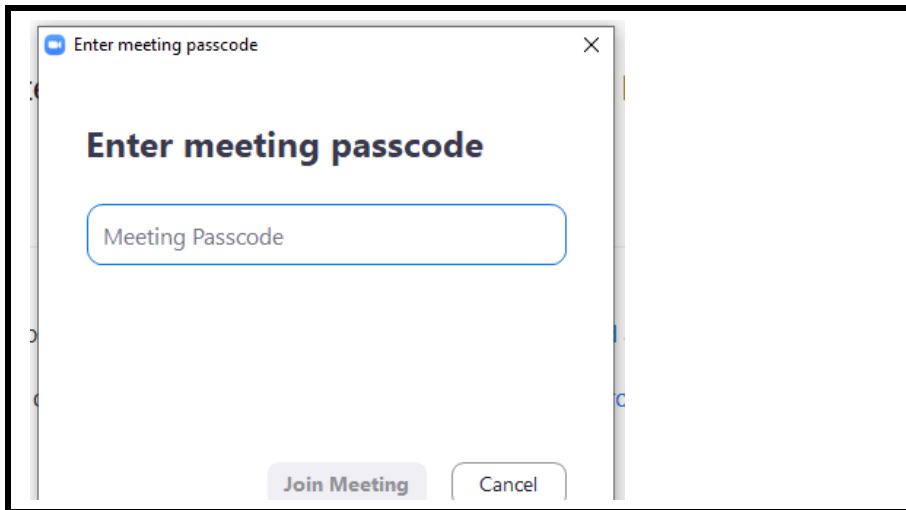 Enter meeting passcode
Enter meeting passcode
Meeting Passcode
Join Meeting
Cancel